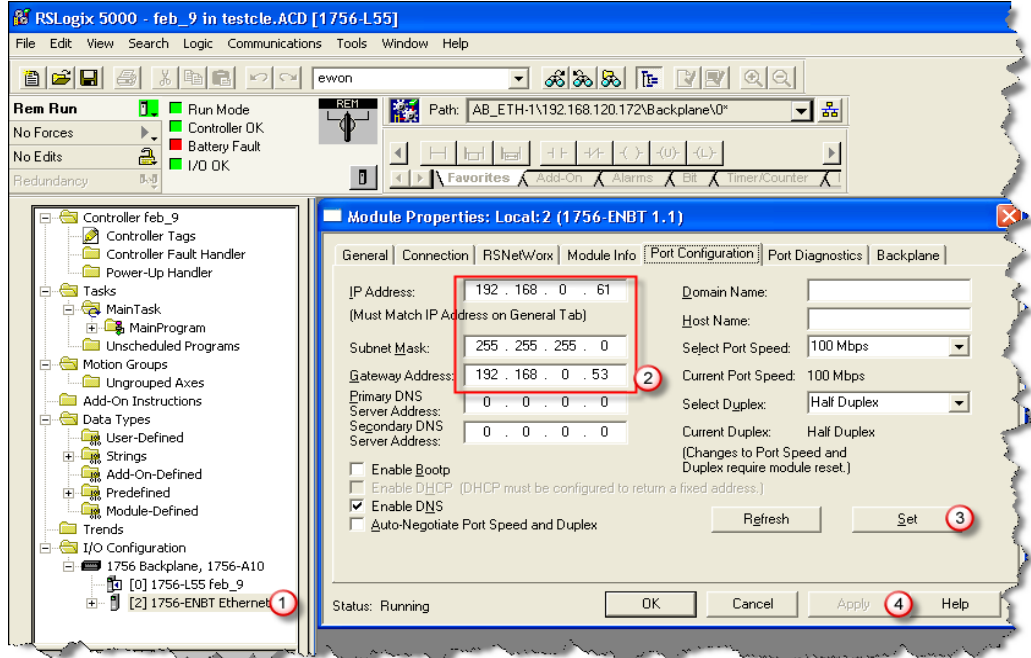 RSLogix 5000 - feb_9 in testcle.ACD [1756-L55]
File Edit View Search Logic Communications Tools Window Help
ewon
Rem Run
No Forces
No Edits
Redundancy
Run Mode
Controller OK
Battery Fault
I/O OK
REM
Path: AB_ETH-1\192.168.120.172\Backplane\0*
Favorites Add-On Alarms Bit Timer/Counter
Controller feb_9
Controller Tags
Controller Fault Handler
Power-Up Handler
Tasks
MainTask
MainProgram
Unscheduled Programs
Motion Groups
Ungrouped Axes
Add-On Instructions
Data Types
User-Defined
Strings
Add-On-Defined
Predefined
Module-Defined
Trends
I/O Configuration
1756 Backplane, 1756-A10
[0] 1756-L55 feb_9
[2] 1756-ENBT Ethernet
1
Module Properties: Local:2 (1756-ENBT 1.1)
General Connection RSNetWorx Module Info Port Configuration Port Diagnostics Backplane
IP Address: 192 . 168 . 0 . 61
(Must Match IP Address on General Tab)
Subnet Mask: 255 . 255 . 255 . 0
Gateway Address: 192 . 168 . 0 . 53
2
Primary DNS
Server Address: 0 . 0 . 0 . 0
Secondary DNS
Server Address: 0 . 0 . 0 . 0
Enable Bootp
Enable DHCP (DHCP must be configured to return a fixed address.)
Enable DNS
Auto-Negotiate Port Speed and Duplex
Domain Name:
Host Name:
Select Port Speed: 100 Mbps
Current Port Speed: 100 Mbps
Select Duplex: Half Duplex
Current Duplex: Half Duplex
(Changes to Port Speed and
Duplex require module reset.)
Refresh Set 3
Status: Running
OK Cancel Apply 4 Help